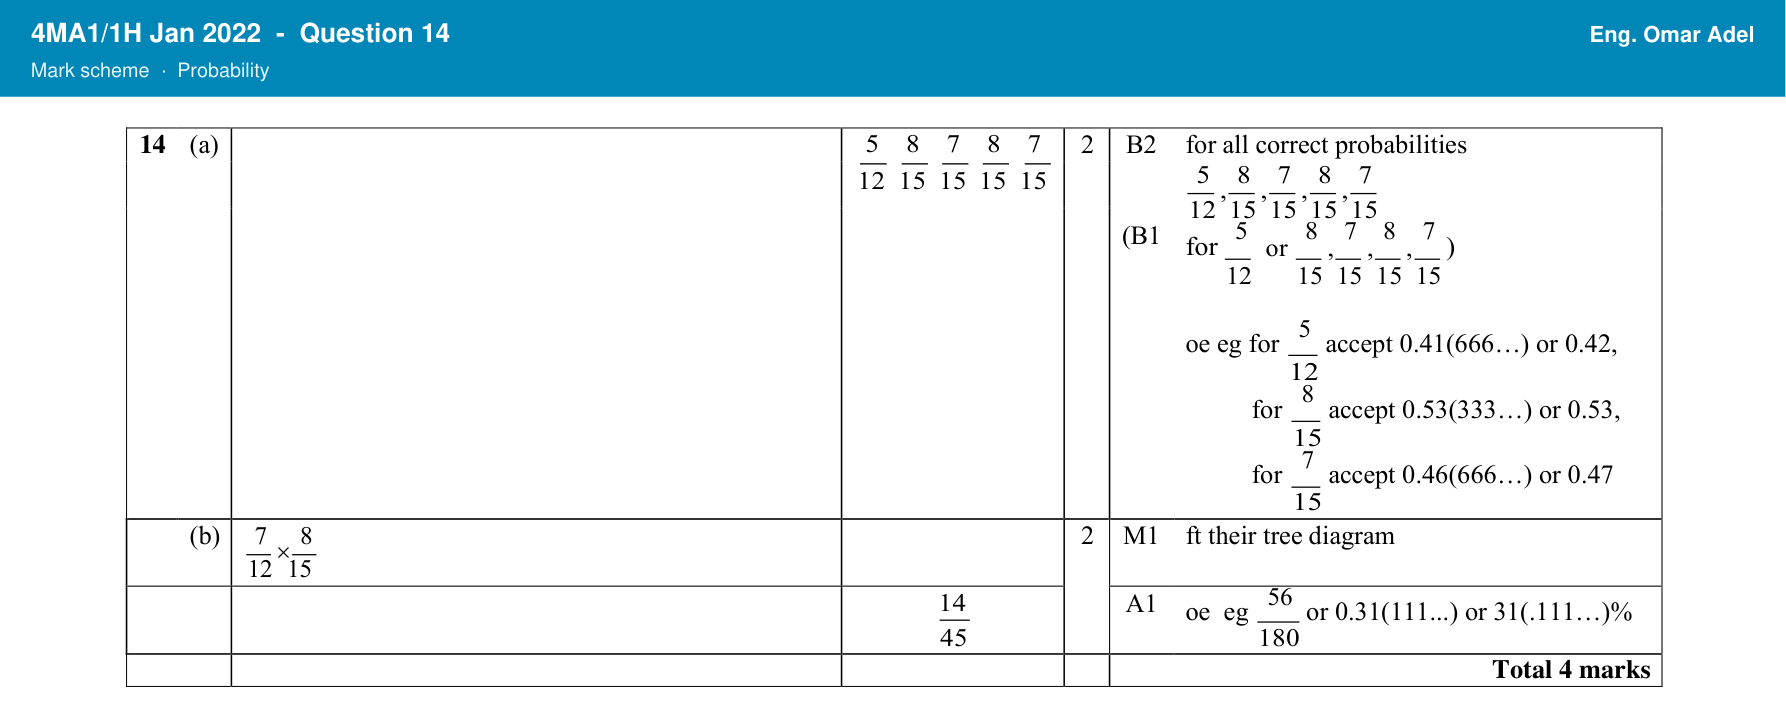 4MA1/1H Jan 2022 - Question 14
Eng. Omar Adel
Mark scheme · Probability
14 (a) 5/12 8/15 7/15 8/15 7/15 2 B2 for all correct probabilities
5/12, 8/15, 7/15, 8/15, 7/15
(B1 for 5/12 or 8/15, 7/15, 8/15, 7/15)
oe eg for 5/12 accept 0.41(666…) or 0.42,
for 8/15 accept 0.53(333…) or 0.53,
for 7/15 accept 0.46(666…) or 0.47
(b) 7/12 × 8/15 2 M1 ft their tree diagram
14/45 A1 oe eg 56/180 or 0.31(111...) or 31(.111…)%
Total 4 marks